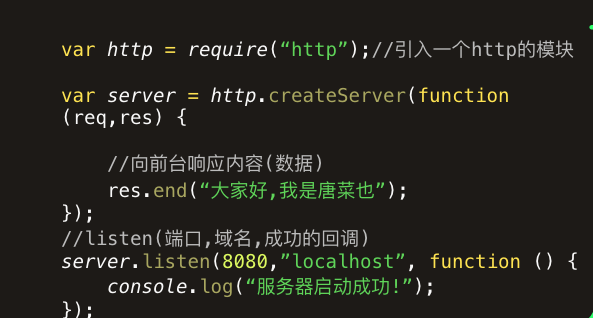 var http = require(“http”);//引入一个http的模块
var server = http.createServer(function
(req,res) {
//向前台响应内容(数据)
res.end(“大家好,我是唐菜也”);
});
//listen(端口,域名,成功的回调)
server.listen(8080,”localhost”, function () {
console.log(“服务器启动成功!”);
});